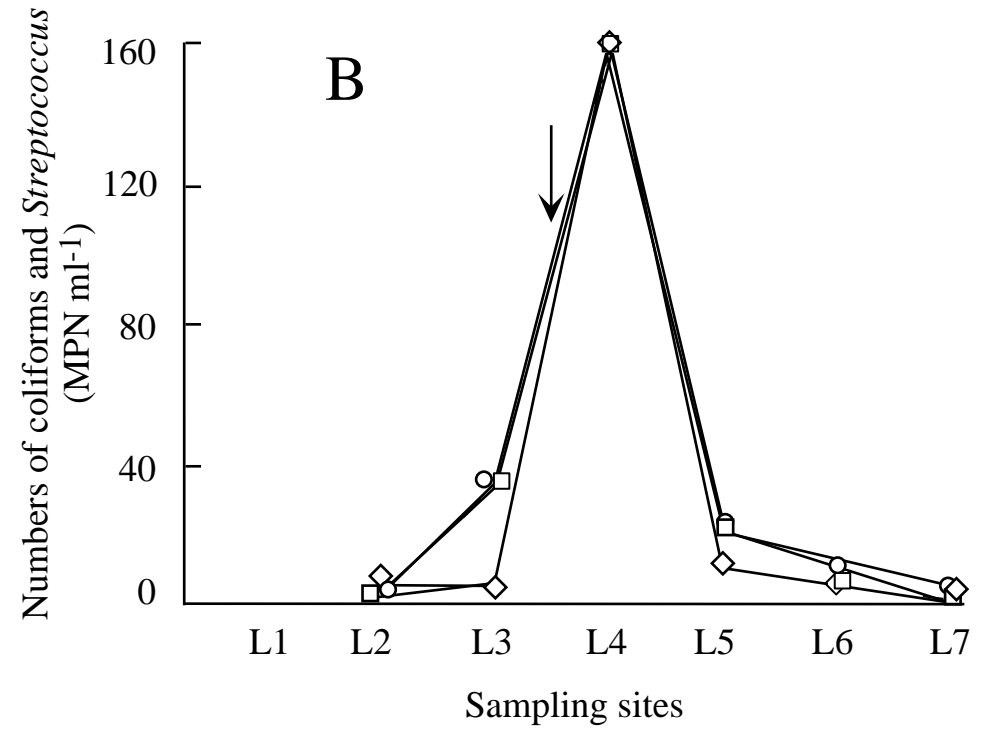 Numbers of coliforms and Streptococcus
(MPN ml-1)
B
160
120
80
40
0
L1 L2 L3 L4 L5 L6 L7
Sampling sites